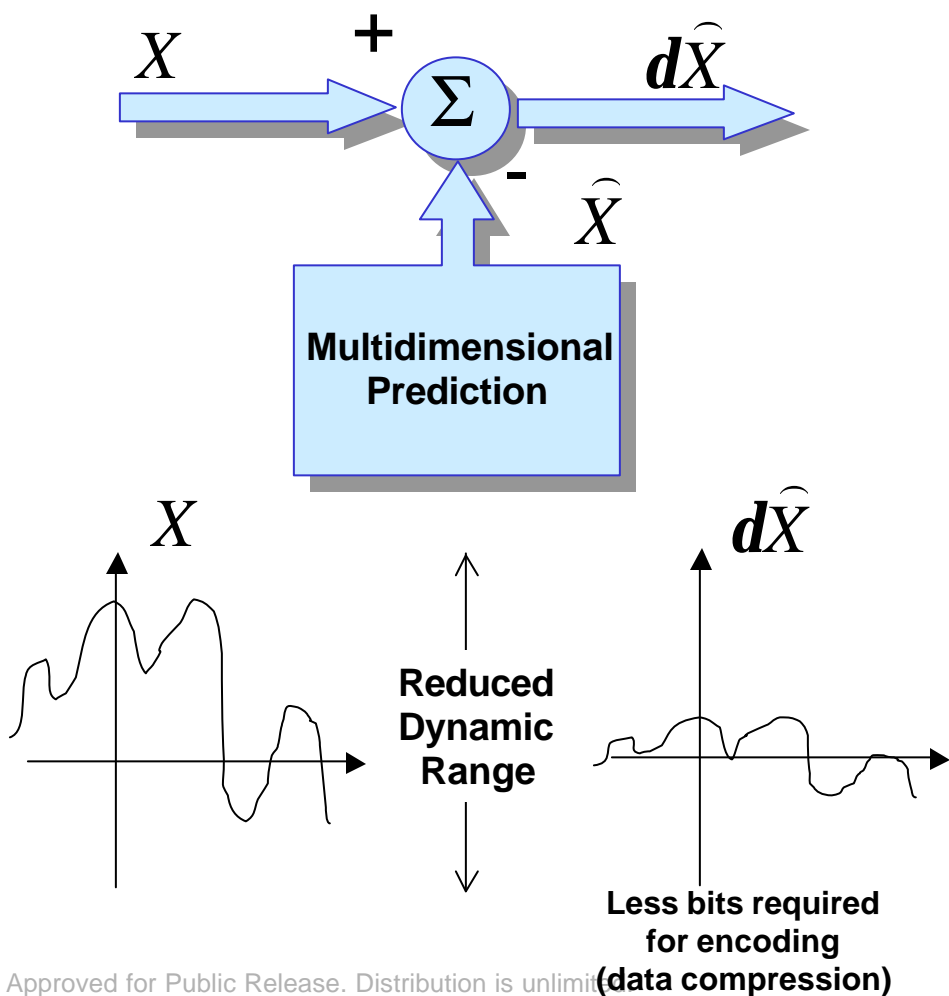 +
X
dX̂
Σ
-
X̂
Multidimensional
Prediction
X
dX̂
Reduced
Dynamic
Range
Less bits required
for encoding
(data compression)
Approved for Public Release. Distribution is unlimited.